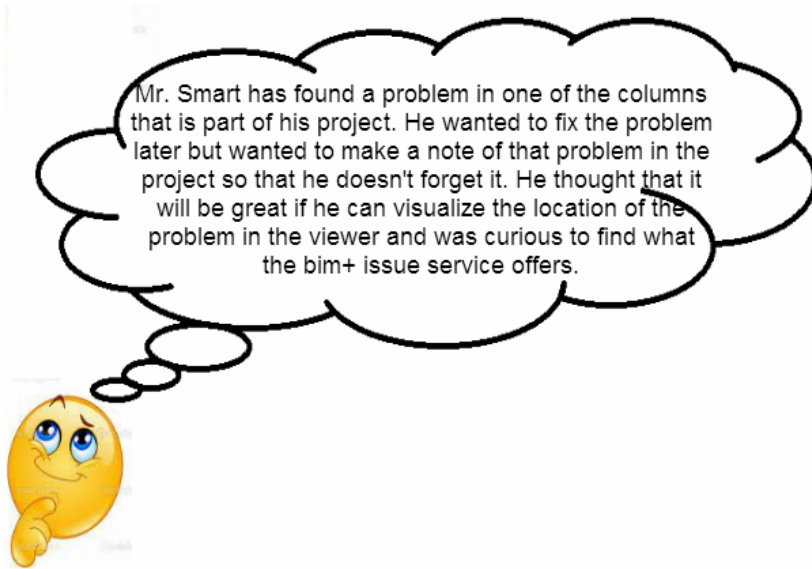 Mr. Smart has found a problem in one of the columns
that is part of his project. He wanted to fix the problem
later but wanted to make a note of that problem in the
project so that he doesn't forget it. He thought that it
will be great if he can visualize the location of the
problem in the viewer and was curious to find what
the bim+ issue service offers.